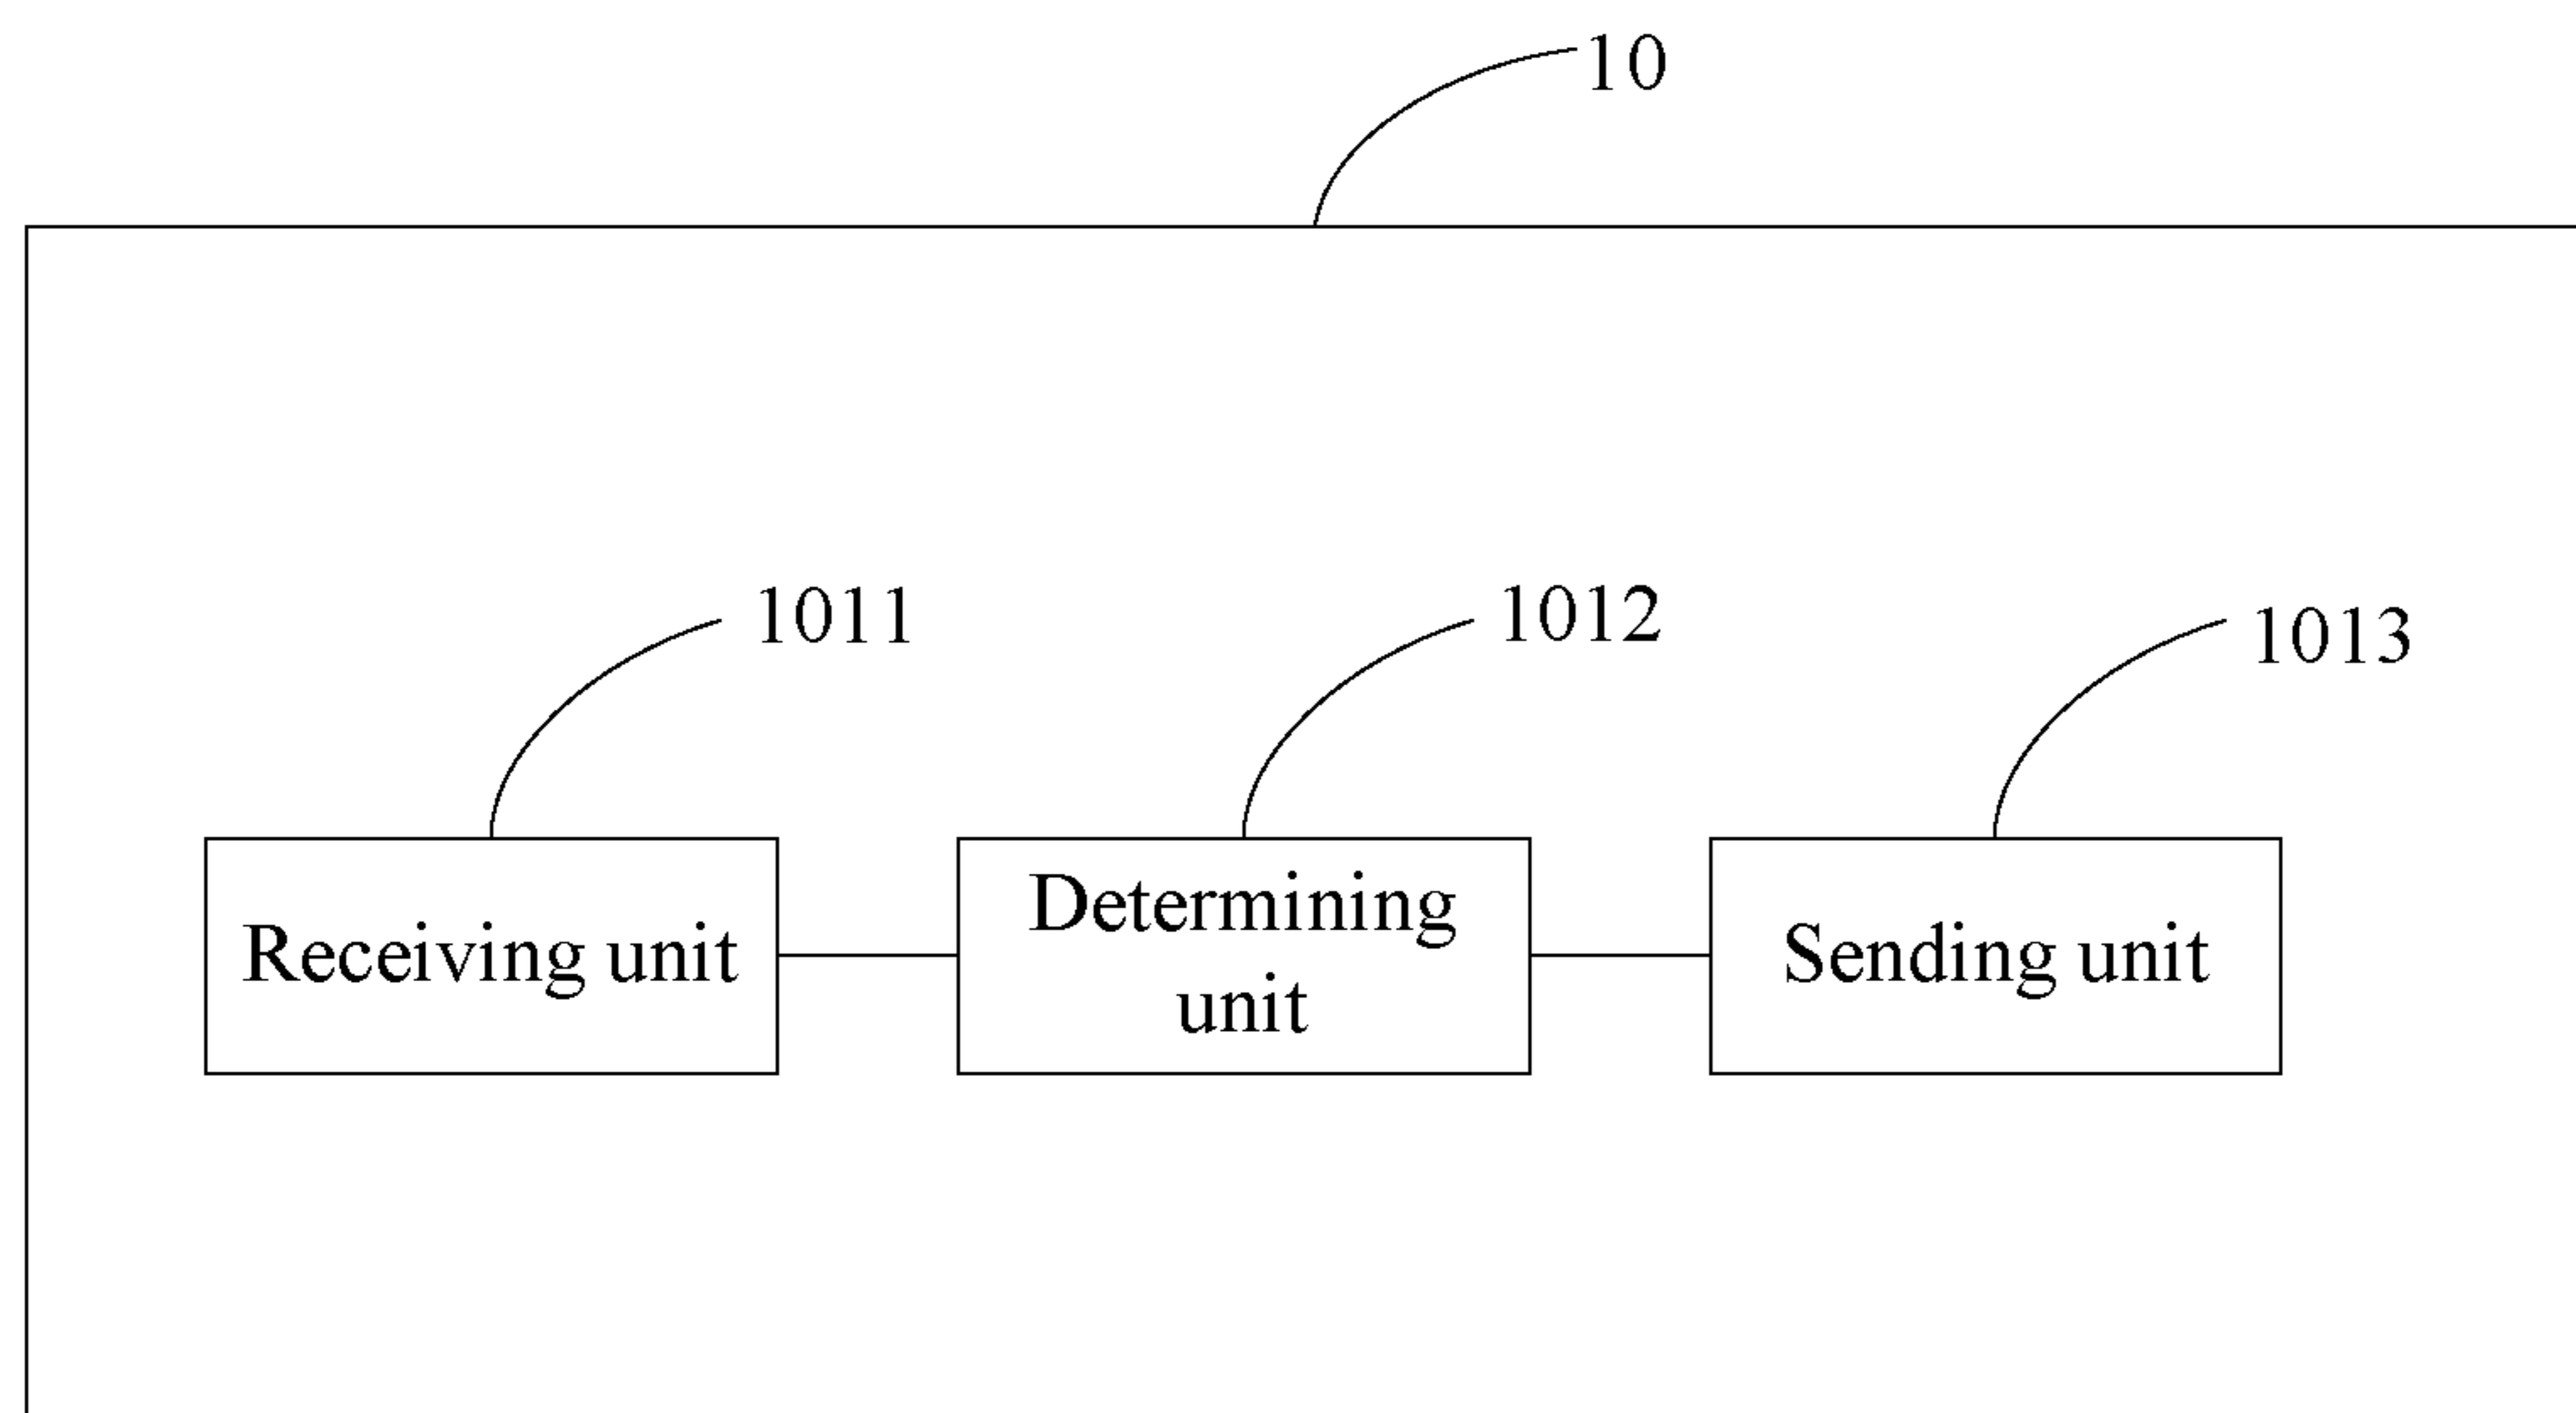 10
1011
1012
1013
Receiving unit
Determining
unit
Sending unit